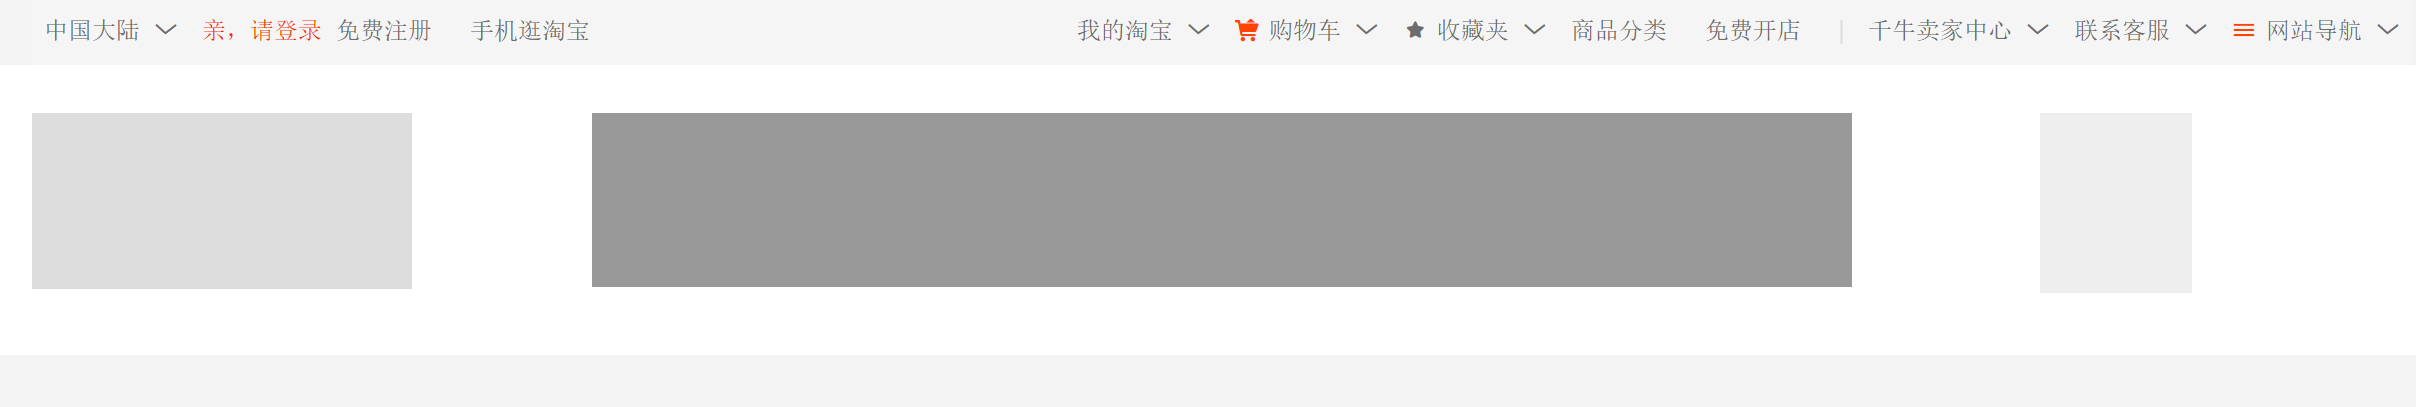 中国大陆 亲，请登录 免费注册 手机逛淘宝 我的淘宝 购物车 收藏夹 商品分类 免费开店 | 千牛卖家中心 联系客服 网站导航